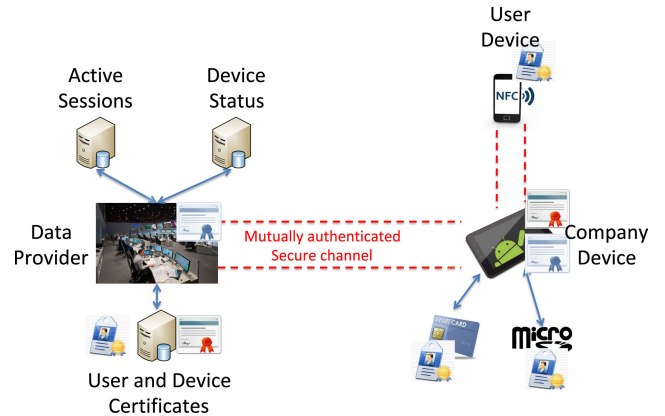 User
Device
Active
Sessions
Device
Status
NFC
Data
Provider
Mutually authenticated
Secure channel
Company
Device
SMARTCARD
Micro
User and Device
Certificates